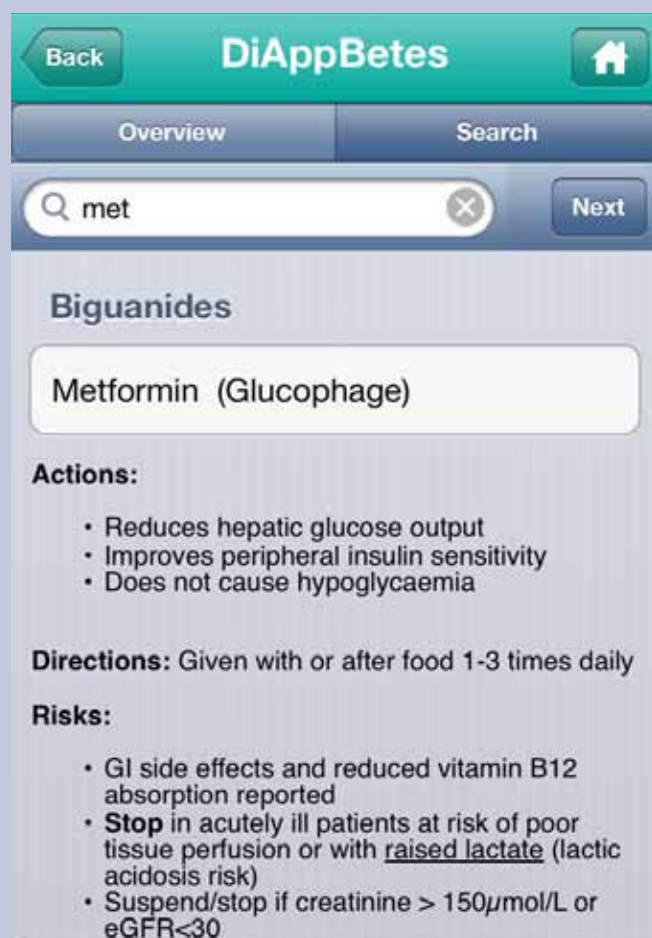 Back DiAppBetes
Overview Search
met Next
Biguanides
Metformin (Glucophage)
Actions:
• Reduces hepatic glucose output
• Improves peripheral insulin sensitivity
• Does not cause hypoglycaemia
Directions: Given with or after food 1-3 times daily
Risks:
• GI side effects and reduced vitamin B12
absorption reported
• Stop in acutely ill patients at risk of poor
tissue perfusion or with raised lactate (lactic
acidosis risk)
• Suspend/stop if creatinine > 150μmol/L or
eGFR<30